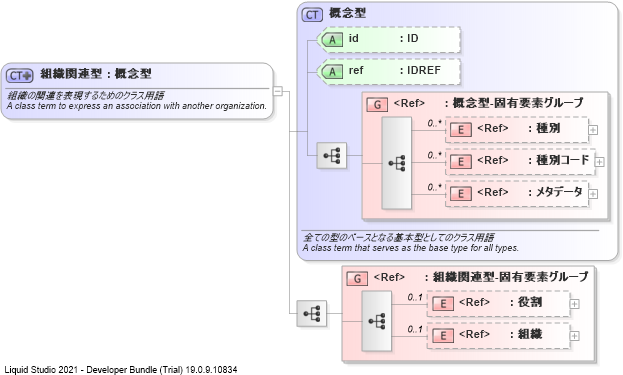 CT 概念型
A id : ID
A ref : IDREF
CT 組織関連型 : 概念型
組織の関連を表現するためのクラス用語
A class term to express an association with another organization.
G <Ref> : 概念型-固有要素グループ
0..*
E <Ref> : 種別
0..*
E <Ref> : 種別コード
0..*
E <Ref> : メタデータ
全ての型のベースとなる基本型としてのクラス用語
A class term that serves as the base type for all types.
G <Ref> : 組織関連型-固有要素グループ
0..1
E <Ref> : 役割
0..1
E <Ref> : 組織
Liquid Studio 2021 - Developer Bundle (Trial) 19.0.9.10834